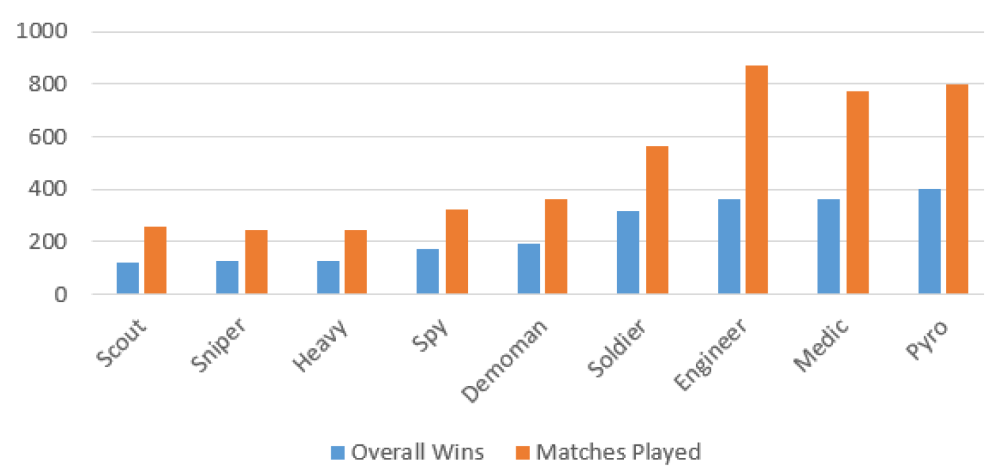 1000
800
600
400
200
0
Scout
Sniper
Heavy
Spy
Demoman
Soldier
Engineer
Medic
Pyro
Overall Wins
Matches Played